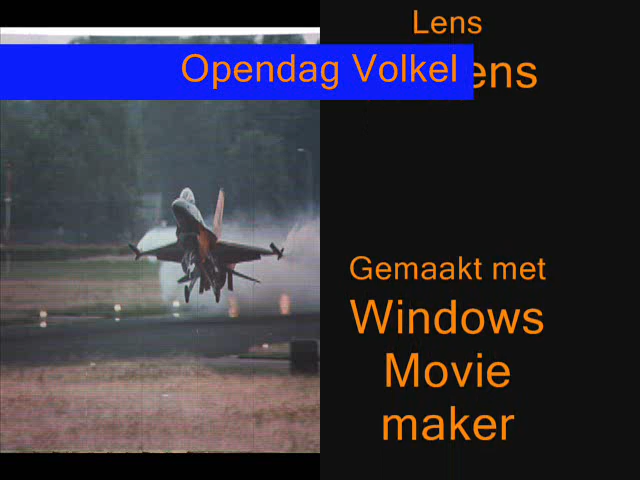 Lens
Opendag Volkel
Gemaakt met
Windows
Movie
maker